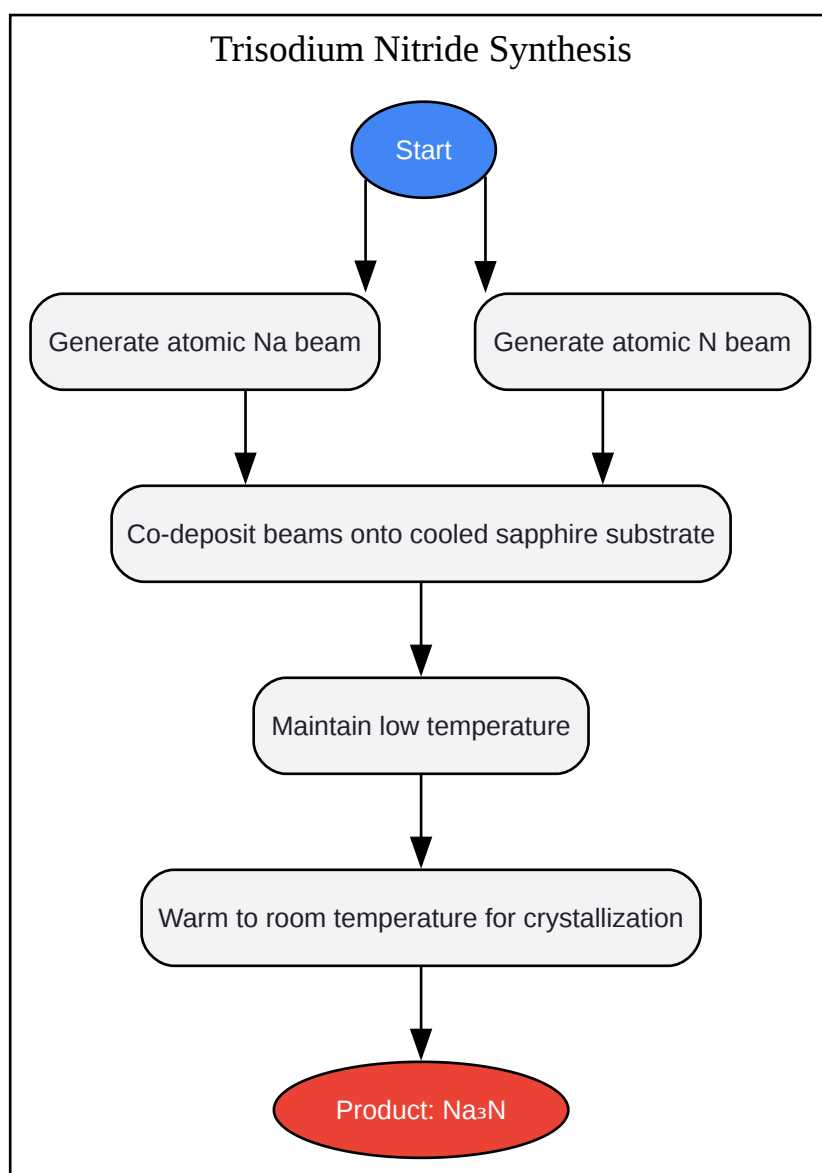 Trisodium Nitride Synthesis
Start
Generate atomic Na beam
Generate atomic N beam
Co-deposit beams onto cooled sapphire substrate
Maintain low temperature
Warm to room temperature for crystallization
Product: Na₃N